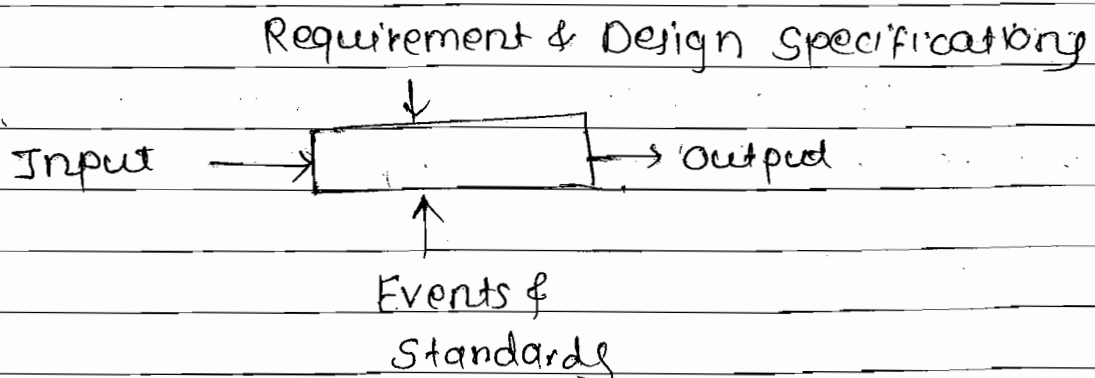 Requirement & Design Specifications
Input
Output
Events &
Standards